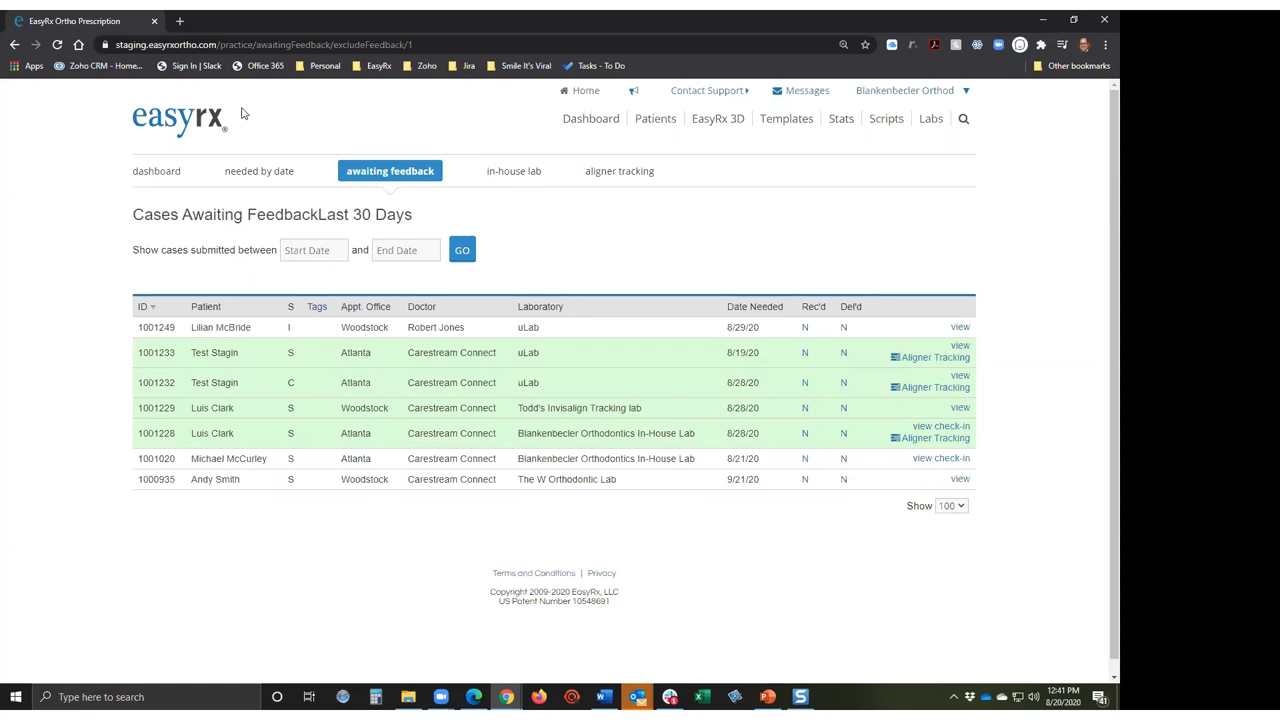 EasyRx Ortho Prescription
staging.easyrxortho.com/practice/awaitingFeedback/excludeFeedback/1
Apps Zoho CRM - Home... Sign In | Slack Office 365 Personal EasyRx Zoho Jira Smile It's Viral Tasks - To Do Other bookmarks
Home Contact Support Messages Blankenbecler Orthod
easyrx®
Dashboard Patients EasyRx 3D Templates Stats Scripts Labs
dashboard needed by date awaiting feedback in-house lab aligner tracking
Cases Awaiting FeedbackLast 30 Days
Show cases submitted between Start Date and End Date GO
ID Patient S Tags Appt. Office Doctor Laboratory Date Needed Rec'd Del'd
1001249 Lilian McBride I Woodstock Robert Jones uLab 8/29/20 N N view
1001233 Test Stagin S Atlanta Carestream Connect uLab 8/19/20 N N view
Aligner Tracking
1001232 Test Stagin C Atlanta Carestream Connect uLab 8/28/20 N N view
Aligner Tracking
1001229 Luis Clark S Woodstock Carestream Connect Todd's Invisalign Tracking lab 8/28/20 N N view
1001228 Luis Clark S Atlanta Carestream Connect Blankenbecler Orthodontics In-House Lab 8/28/20 N N view check-in
Aligner Tracking
1001020 Michael McCurley S Atlanta Carestream Connect Blankenbecler Orthodontics In-House Lab 8/21/20 N N view check-in
1000935 Andy Smith S Woodstock Carestream Connect The W Orthodontic Lab 9/21/20 N N view
Show 100
Terms and Conditions | Privacy
Copyright 2009-2020 EasyRx, LLC
US Patent Number 10548691
Type here to search
12:41 PM
8/20/2020
41